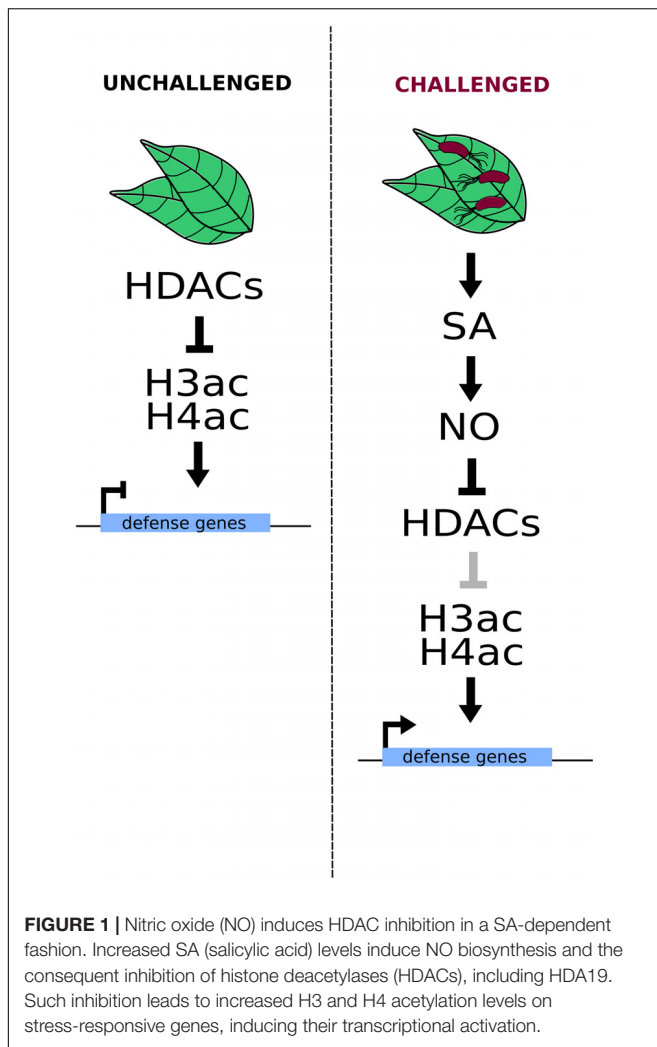 UNCHALLENGED
HDACs
H3ac
H4ac
defense genes
CHALLENGED
SA
NO
HDACs
H3ac
H4ac
defense genes
FIGURE 1 | Nitric oxide (NO) induces HDAC inhibition in a SA-dependent
fashion. Increased SA (salicylic acid) levels induce NO biosynthesis and the
consequent inhibition of histone deacetylases (HDACs), including HDA19.
Such inhibition leads to increased H3 and H4 acetylation levels on
stress-responsive genes, inducing their transcriptional activation.